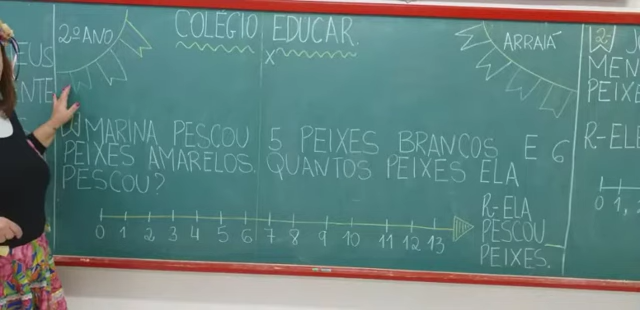 EUS
NTE
2º ANO
COLÉGIO EDUCAR.
X
ARRAIÁ
1- MARINA PESCOU 5 PEIXES BRANCOS E 6
PEIXES AMARELOS. QUANTOS PEIXES ELA
PESCOU?
0 1 2 3 4 5 6 7 8 9 10 11 12 13
R-ELA
PESCOU __
PEIXES.
2- J
MEN
PEIXE
R-EL
0 1